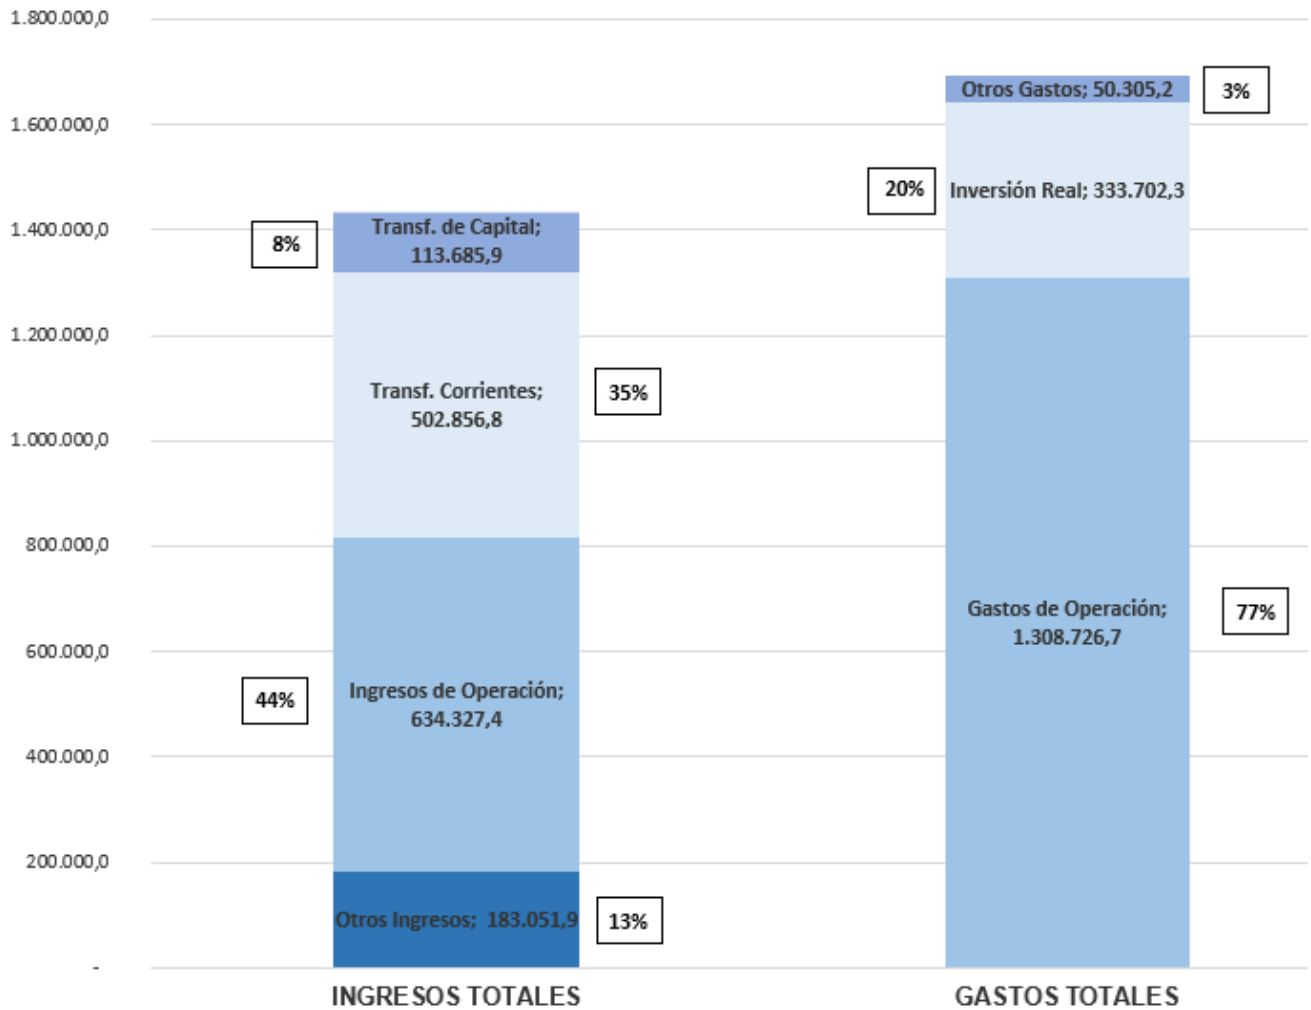 1.800.000,0
1.600.000,0
1.400.000,0
1.200.000,0
1.000.000,0
800.000,0
600.000,0
400.000,0
200.000,0
-
8%
Transf. de Capital;
113.685,9
Transf. Corrientes;
502.856,8
35%
44%
Ingresos de Operación;
634.327,4
Otros Ingresos; 183.051,9
13%
INGRESOS TOTALES
Otros Gastos; 50.305,2
3%
20%
Inversión Real; 333.702,3
Gastos de Operación;
1.308.726,7
77%
GASTOS TOTALES